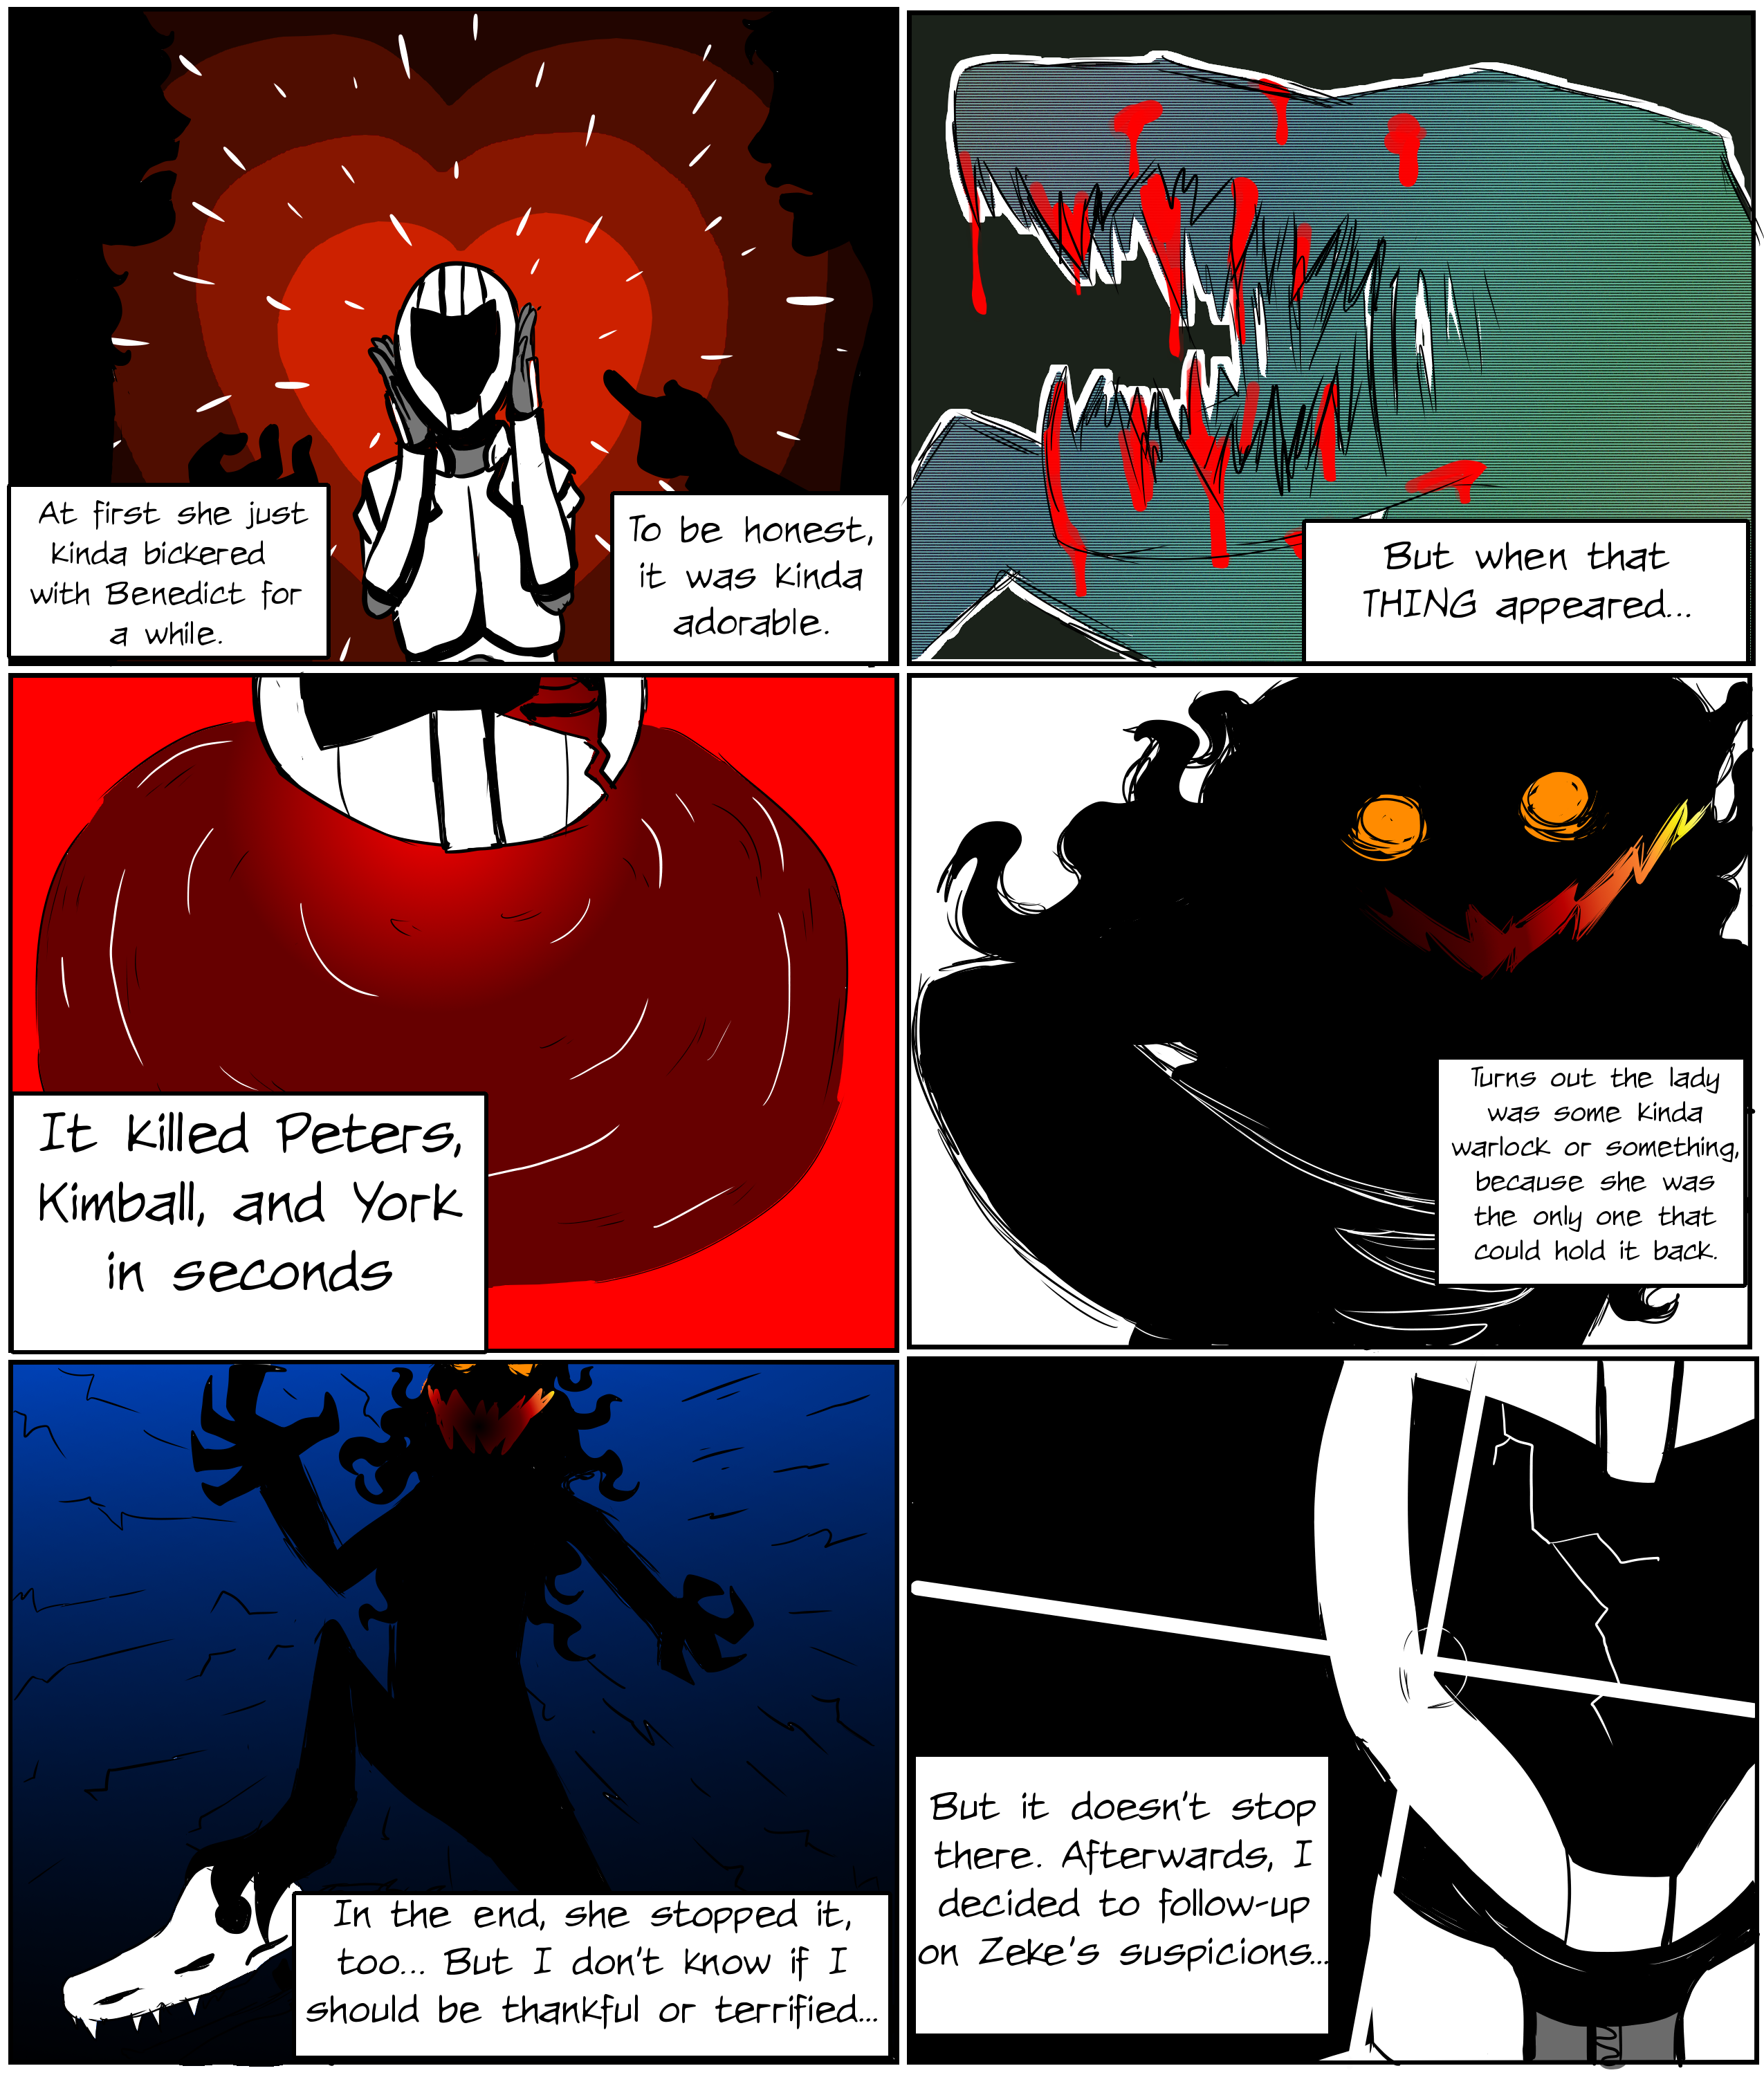 At first she just
kinda bickered
with Benedict for
a while.
To be honest,
it was kinda
adorable.
But when that
THING appeared...
It killed Peters,
Kimball, and York
in seconds
Turns out the lady
was some kinda
warlock or something,
because she was
the only one that
could hold it back.
In the end, she stopped it,
too... But I don't know if I
should be thankful or terrified...
But it doesn't stop
there. Afterwards, I
decided to follow-up
on Zeke's suspicions...